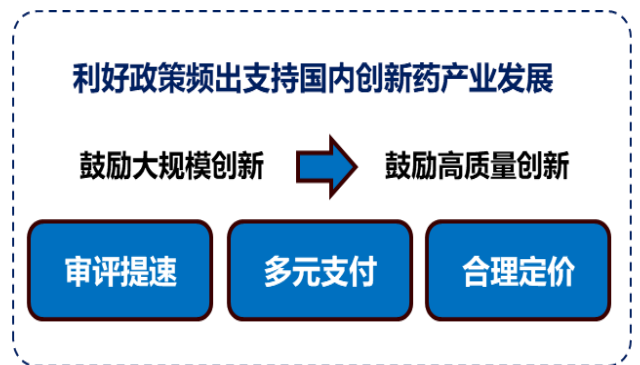 利好政策频出支持国内创新药产业发展
鼓励大规模创新 鼓励高质量创新
审评提速 多元支付 合理定价